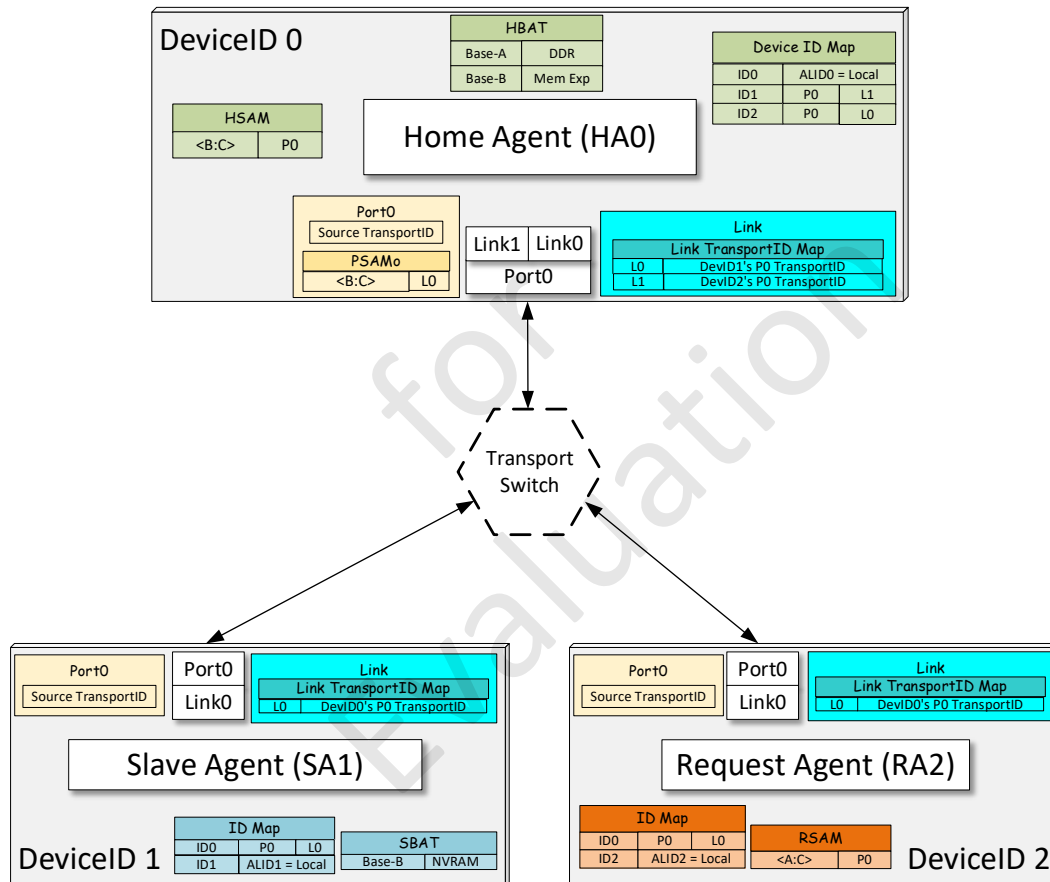 DeviceID 0
HBAT
Base-A DDR
Base-B Mem Exp
Device ID Map
ID0 ALID0 = Local
ID1 P0 L1
ID2 P0 L0
HSAM
<B:C> P0
Home Agent (HA0)
Port0
Source TransportID
PSAMo
<B:C> L0
Link1 Link0
Port0
Link
Link TransportID Map
L0 DevID1's P0 TransportID
L1 DevID2's P0 TransportID
for
Evaluation
Transport
Switch
Port0
Source TransportID
Port0
Link0
Link
Link TransportID Map
L0 DevID0's P0 TransportID
Slave Agent (SA1)
ID Map
ID0 P0 L0
ID1 ALID1 = Local
SBAT
Base-B NVRAM
DeviceID 1
Port0
Source TransportID
Port0
Link0
Link
Link TransportID Map
L0 DevID0's P0 TransportID
Request Agent (RA2)
ID Map
ID0 P0 L0
ID2 ALID2 = Local
RSAM
<A:C> P0
DeviceID 2